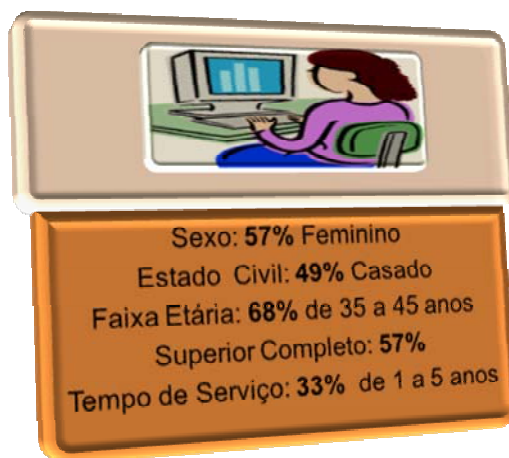 Sexo: 57% Feminino
Estado Civil: 49% Casado
Faixa Etária: 68% de 35 a 45 anos
Superior Completo: 57%
Tempo de Serviço: 33% de 1 a 5 anos